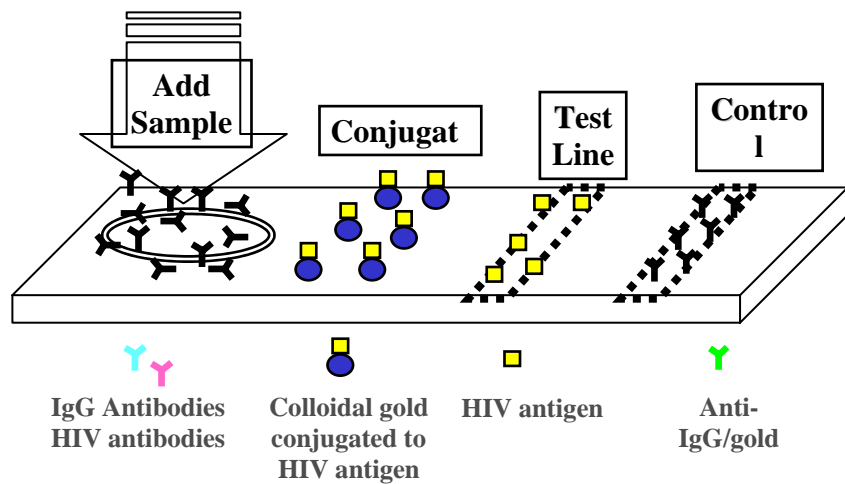 Add
Sample
Conjugat
Test
Line
Contro
l
IgG Antibodies
HIV antibodies
Colloidal gold
conjugated to
HIV antigen
HIV antigen
Anti-
IgG/gold